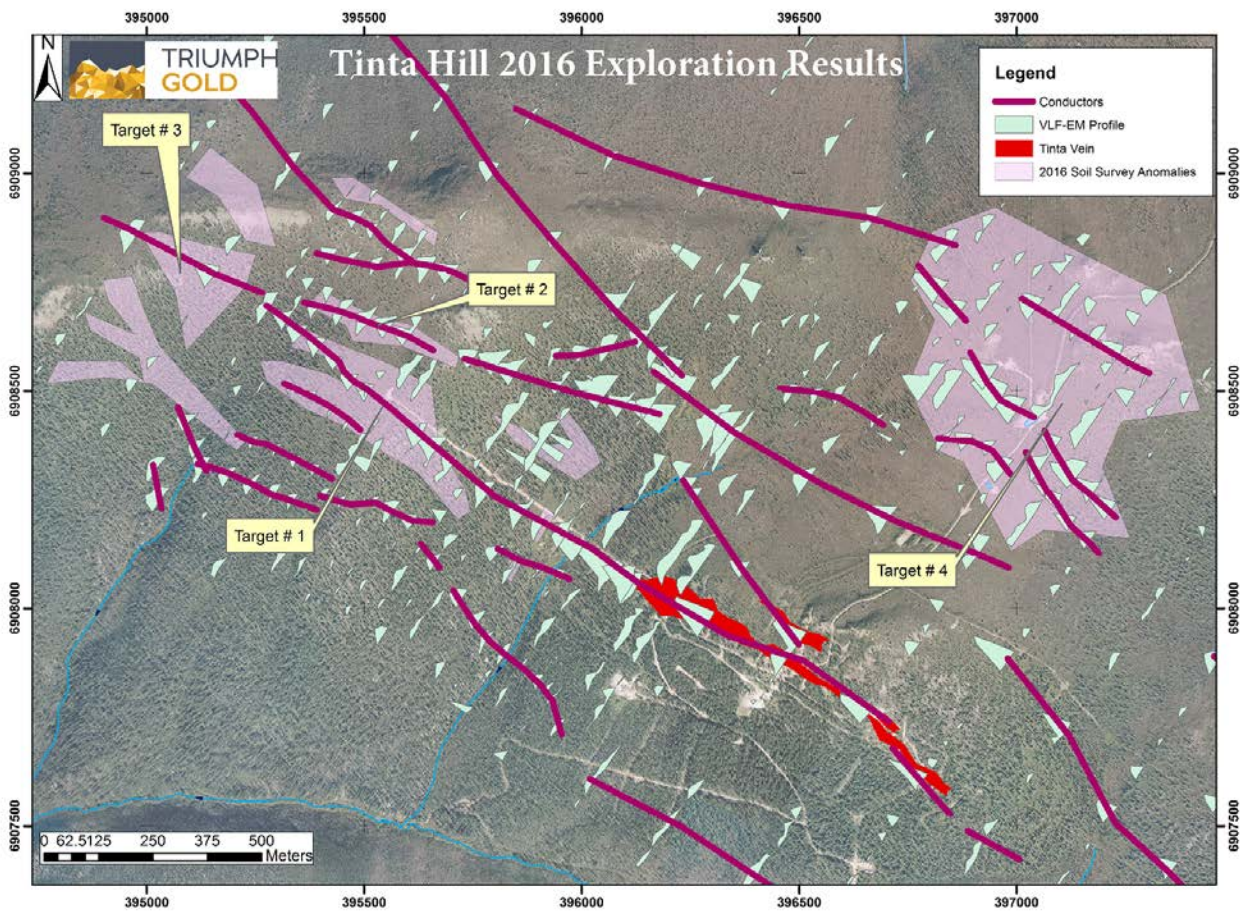 395000 395500 396000 396500 397000
N
TRIUMPH
GOLD
Tinta Hill 2016 Exploration Results
Legend
Conductors
VLF-EM Profile
Tinta Vein
2016 Soil Survey Anomalies
Target # 3
6909000 6909000
Target # 2
6908500 6908500
Target # 1
Target # 4
6908000 6908000
6907500 6907500
0 62.5125 250 375 500
Meters
395000 395500 396000 396500 397000